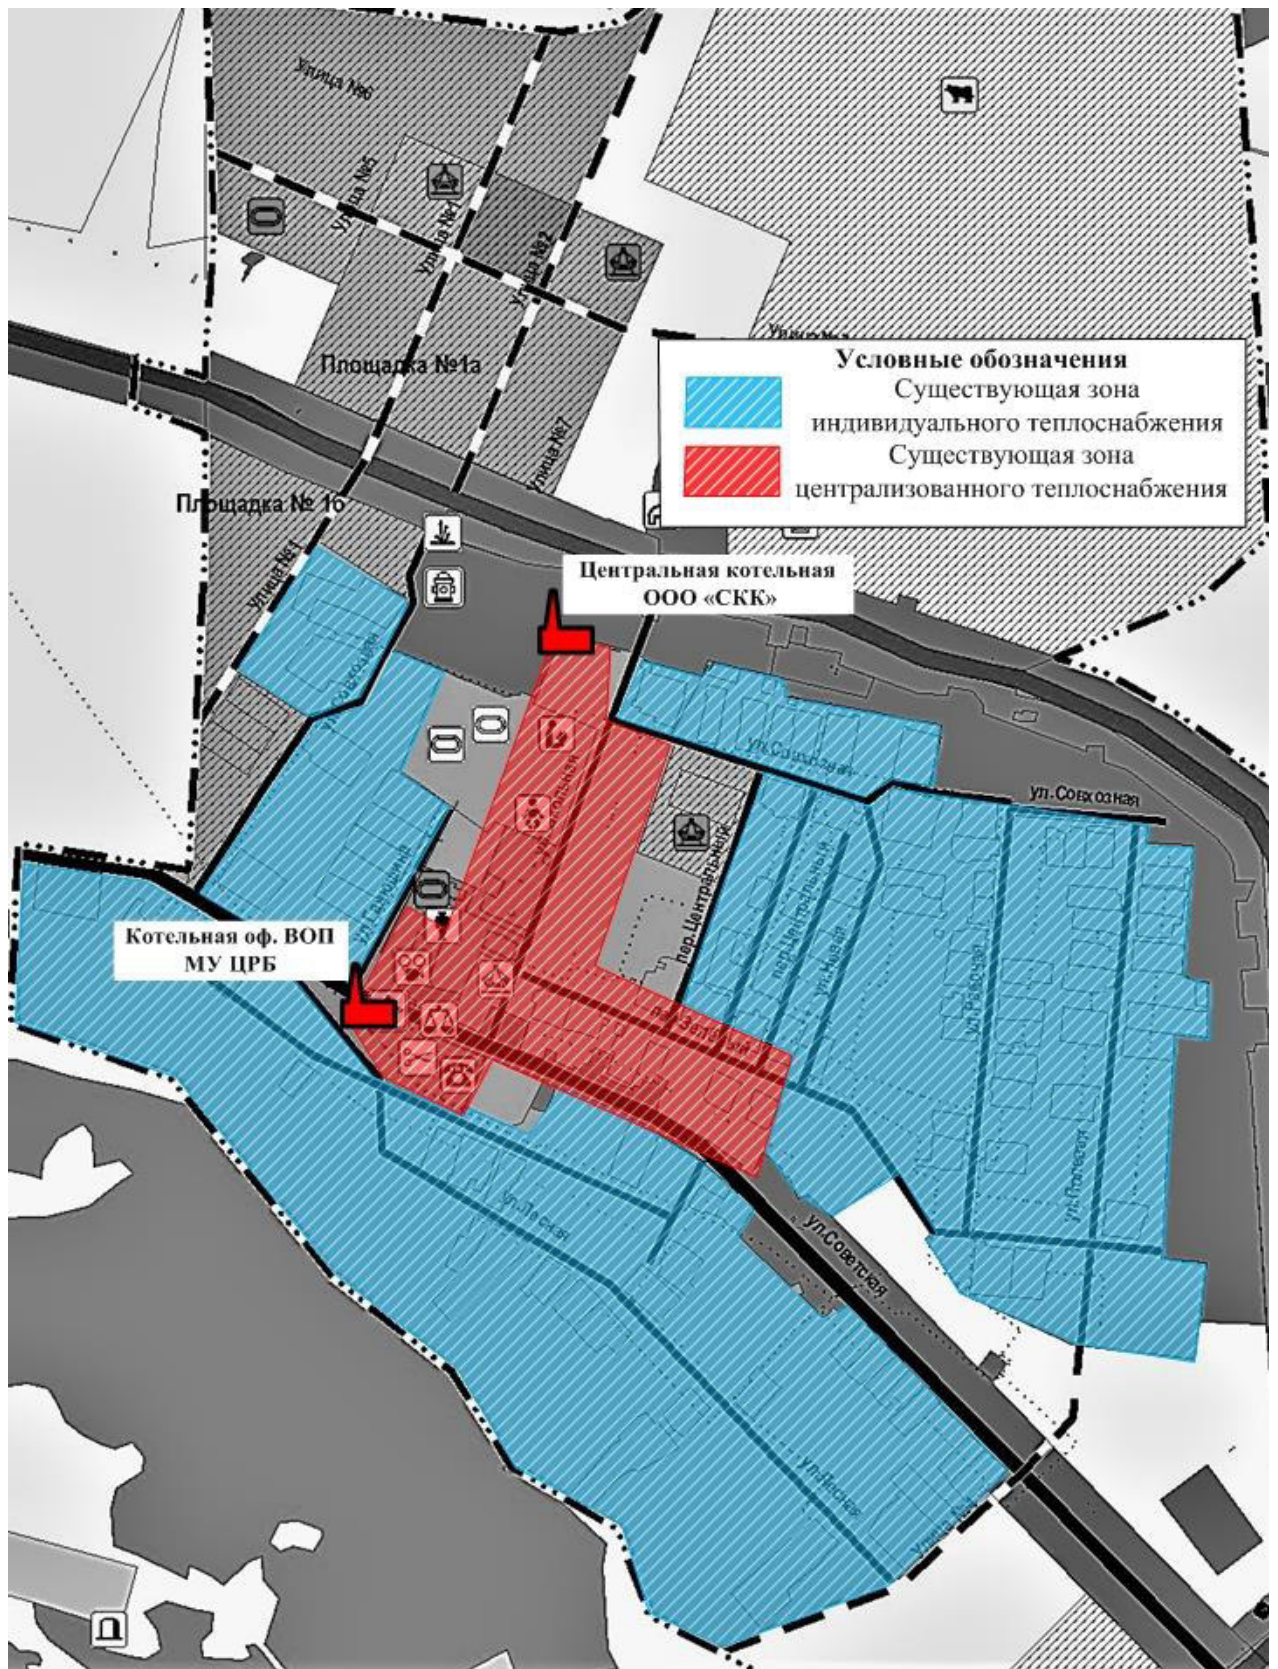 Улица №6
Улица №5
Улица №1
Улица №2
Площадка №1а
Улица №7
Условные обозначения
Существующая зона
индивидуального теплоснабжения
Существующая зона
централизованного теплоснабжения
Площадка № 1б
Улица №1
Центральная котельная
ООО «СКК»
ул.Совхозная
ул.Совхозная
ул.Гагарина
пер.Центральный
пер.Центральный
ул.Новая
ул.Рабочая
Котельная оф. ВОП
МУ ЦРБ
пер.Зеленый
ул.Полевая
ул.Лесная
ул.Советская
ул.Лесная